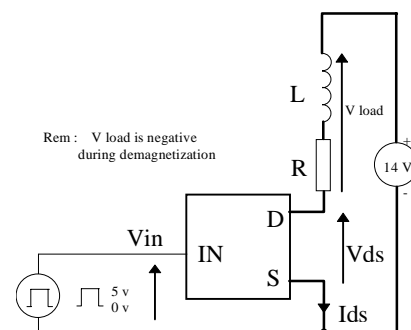 L
V load
Rem : V load is negative
during demagnetization
R
+
14 V
-
D
Vin
IN
Vds
S
5 v
0 v
Ids